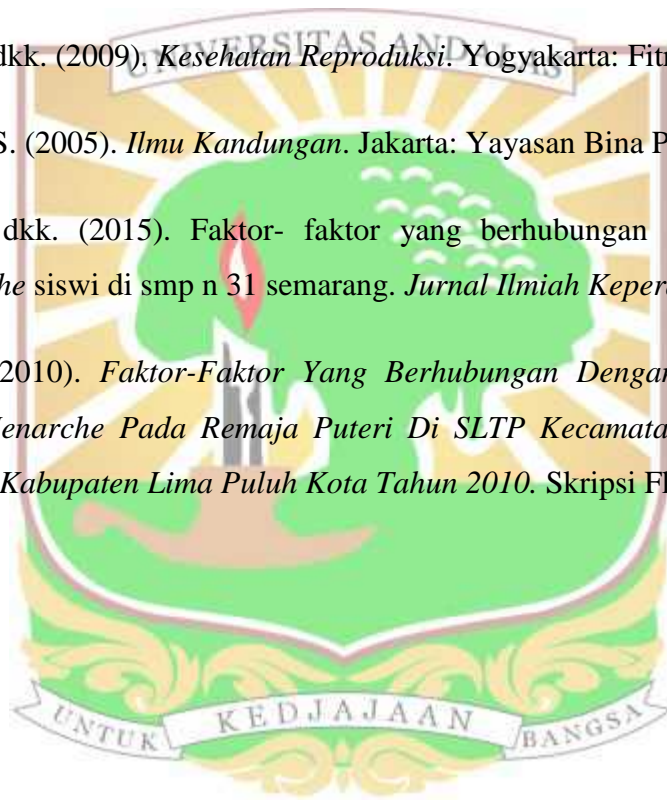 dkk. (2009). Kesehatan Reproduksi. Yogyakarta: Fitr
UNIVERSITAS ANDALAS
S. (2005). Ilmu Kandungan. Jakarta: Yayasan Bina P
dkk. (2015). Faktor- faktor yang berhubungan
he siswi di smp n 31 semarang. Jurnal Ilmiah Kepera
2010). Faktor-Faktor Yang Berhubungan Dengan
Menarche Pada Remaja Puteri Di SLTP Kecamata
Kabupaten Lima Puluh Kota Tahun 2010. Skripsi
UNTUK KEDJAJAAN BANGSA